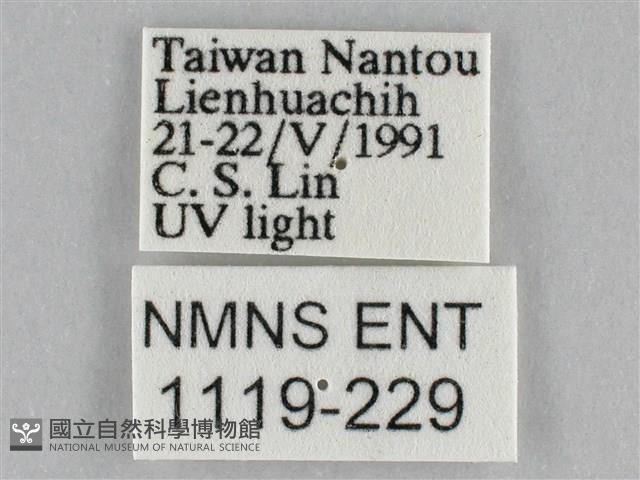 Taiwan Nantou
Lienhuachih
21-22/V/1991
C. S. Lin
UV light
NMNS ENT
1119-229
國立自然科學博物館
NATIONAL MUSEUM OF NATURAL SCIENCE